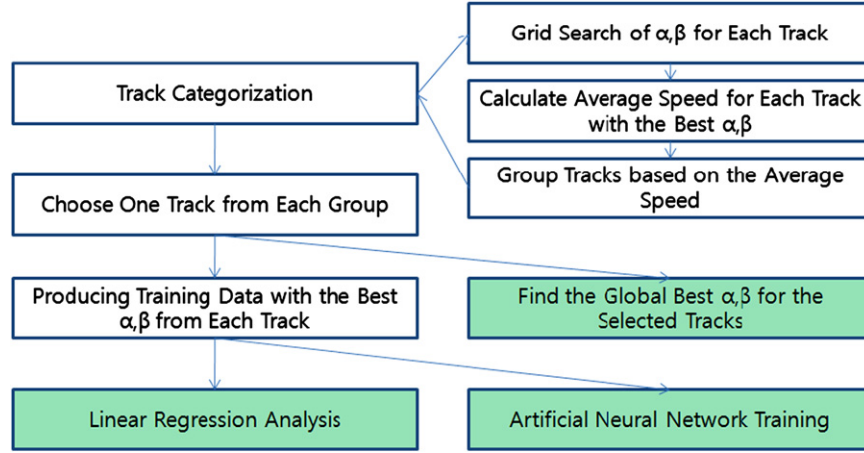 Grid Search of α,β for Each Track
Track Categorization
Calculate Average Speed for Each Track
with the Best α,β
Group Tracks based on the Average
Speed
Choose One Track from Each Group
Producing Training Data with the Best
α,β from Each Track
Find the Global Best α,β for the
Selected Tracks
Linear Regression Analysis
Artificial Neural Network Training